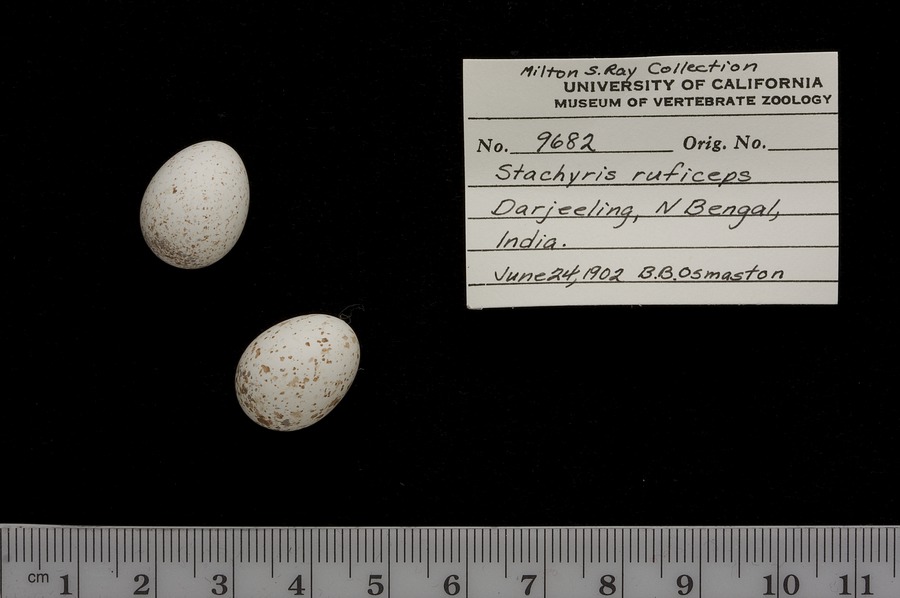 Milton S. Ray Collection
UNIVERSITY OF CALIFORNIA
MUSEUM OF VERTEBRATE ZOOLOGY
No. 9682 Orig. No.
Stachyris ruficeps
Darjeeling, N Bengal,
India.
June 24, 1902 B.B.Osmaston
cm 1 2 3 4 5 6 7 8 9 10 11